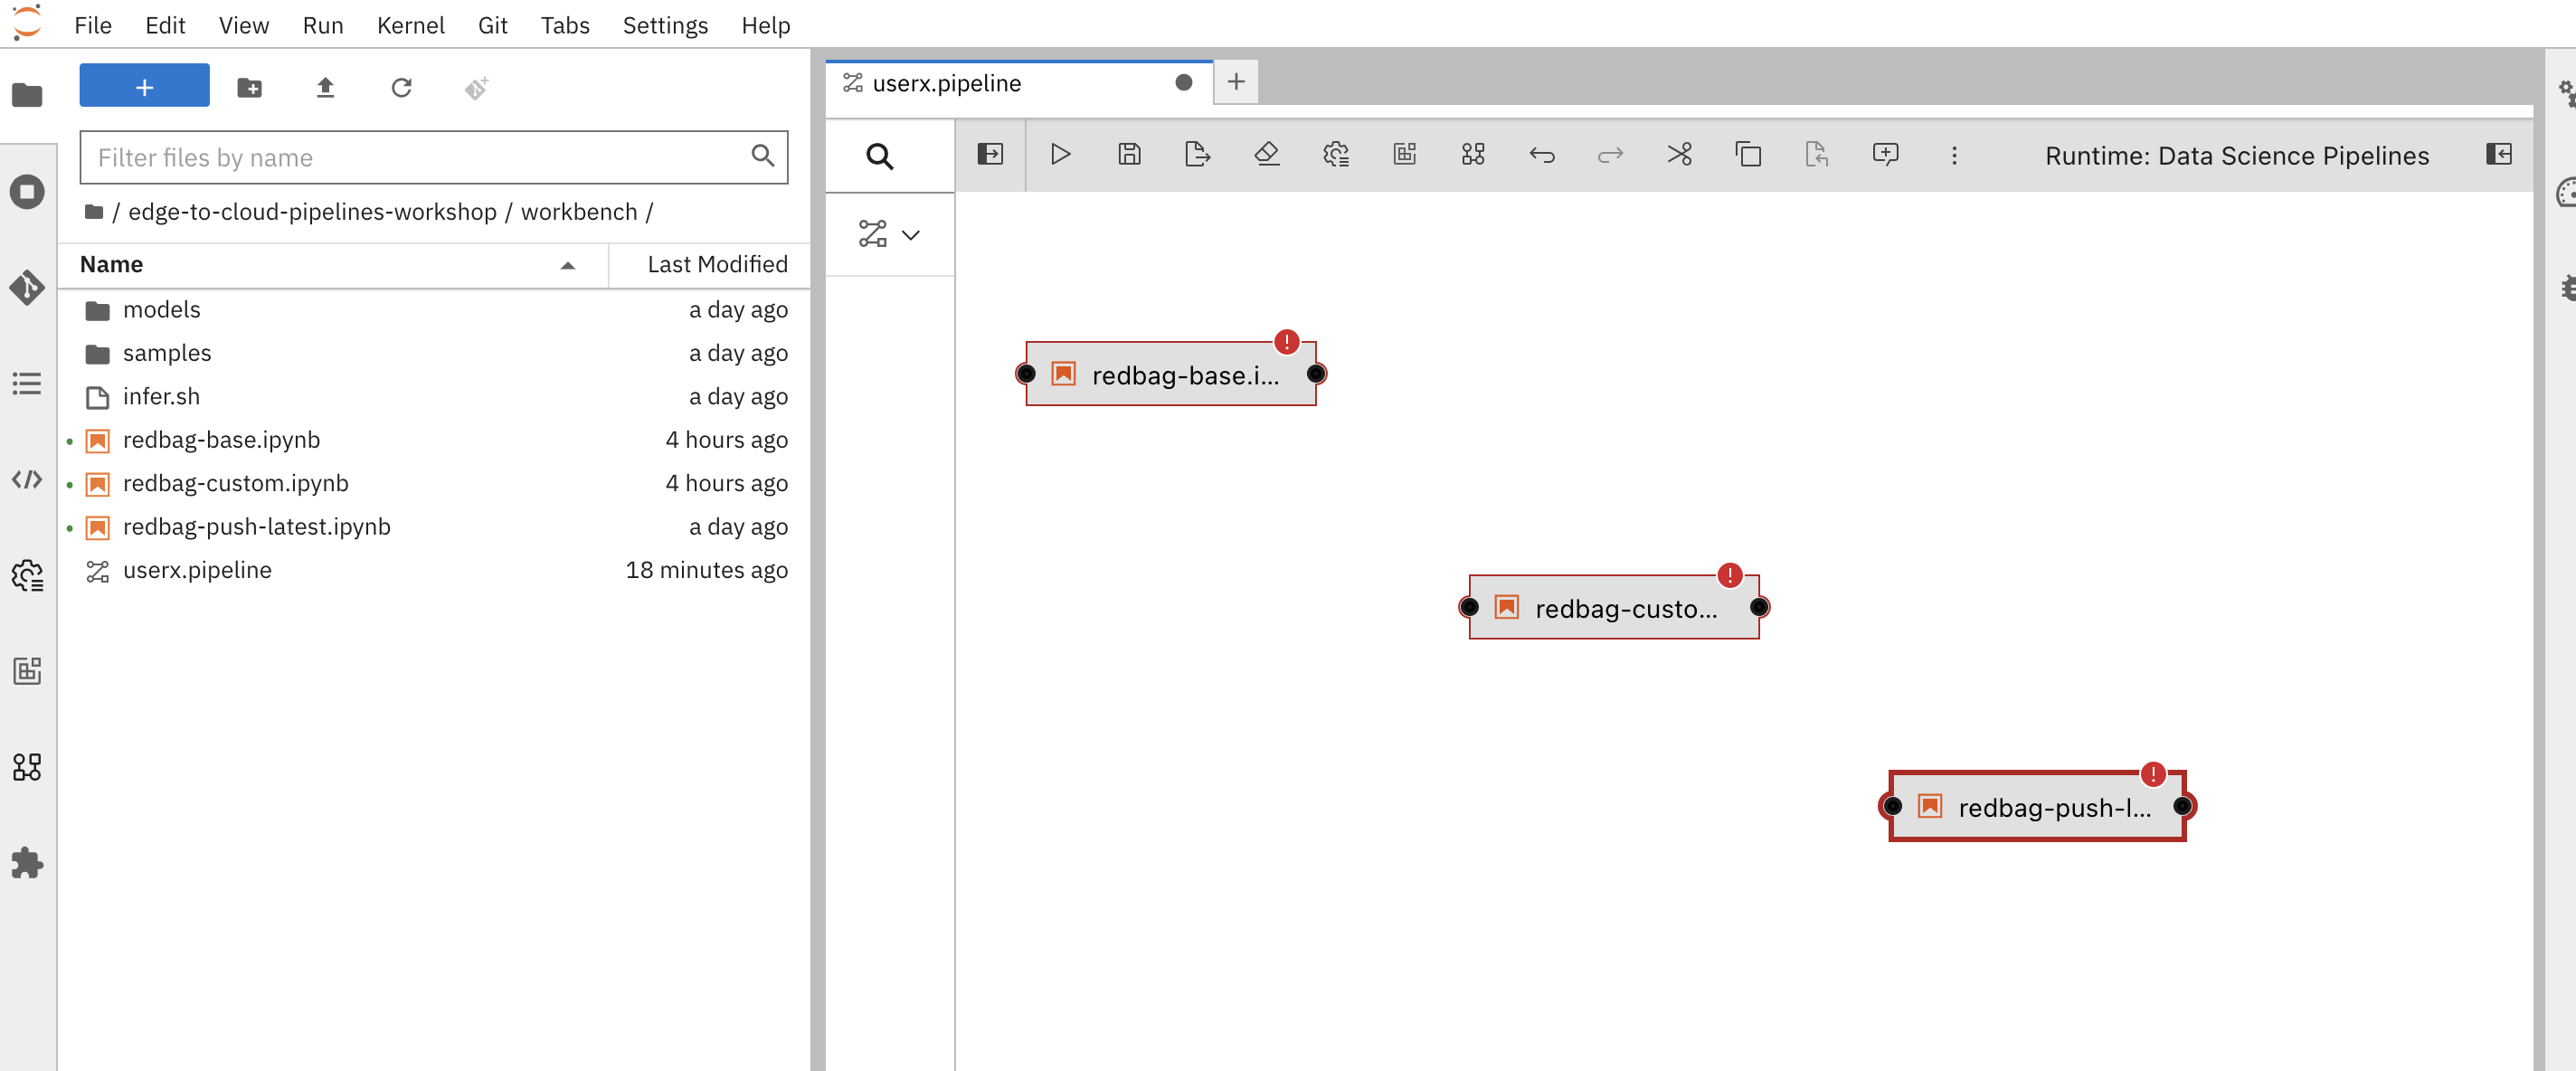 File Edit View Run Kernel Git Tabs Settings Help
userx.pipeline
Filter files by name
Runtime: Data Science Pipelines
/ edge-to-cloud-pipelines-workshop / workbench /
Name Last Modified
models a day ago
samples a day ago
infer.sh a day ago
redbag-base.ipynb 4 hours ago
redbag-custom.ipynb 4 hours ago
redbag-push-latest.ipynb a day ago
userx.pipeline 18 minutes ago
redbag-base.i...
redbag-custo...
redbag-push-l...